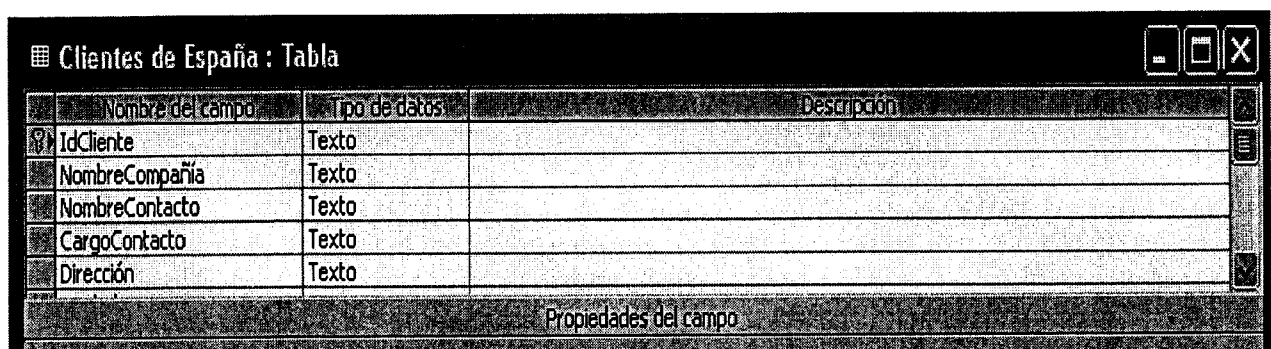 Clientes de España : Tabla
Nombre del campo Tipo de datos Descripción
IdCliente Texto
NombreCompañía Texto
NombreContacto Texto
CargoContacto Texto
Dirección Texto
Propiedades del campo